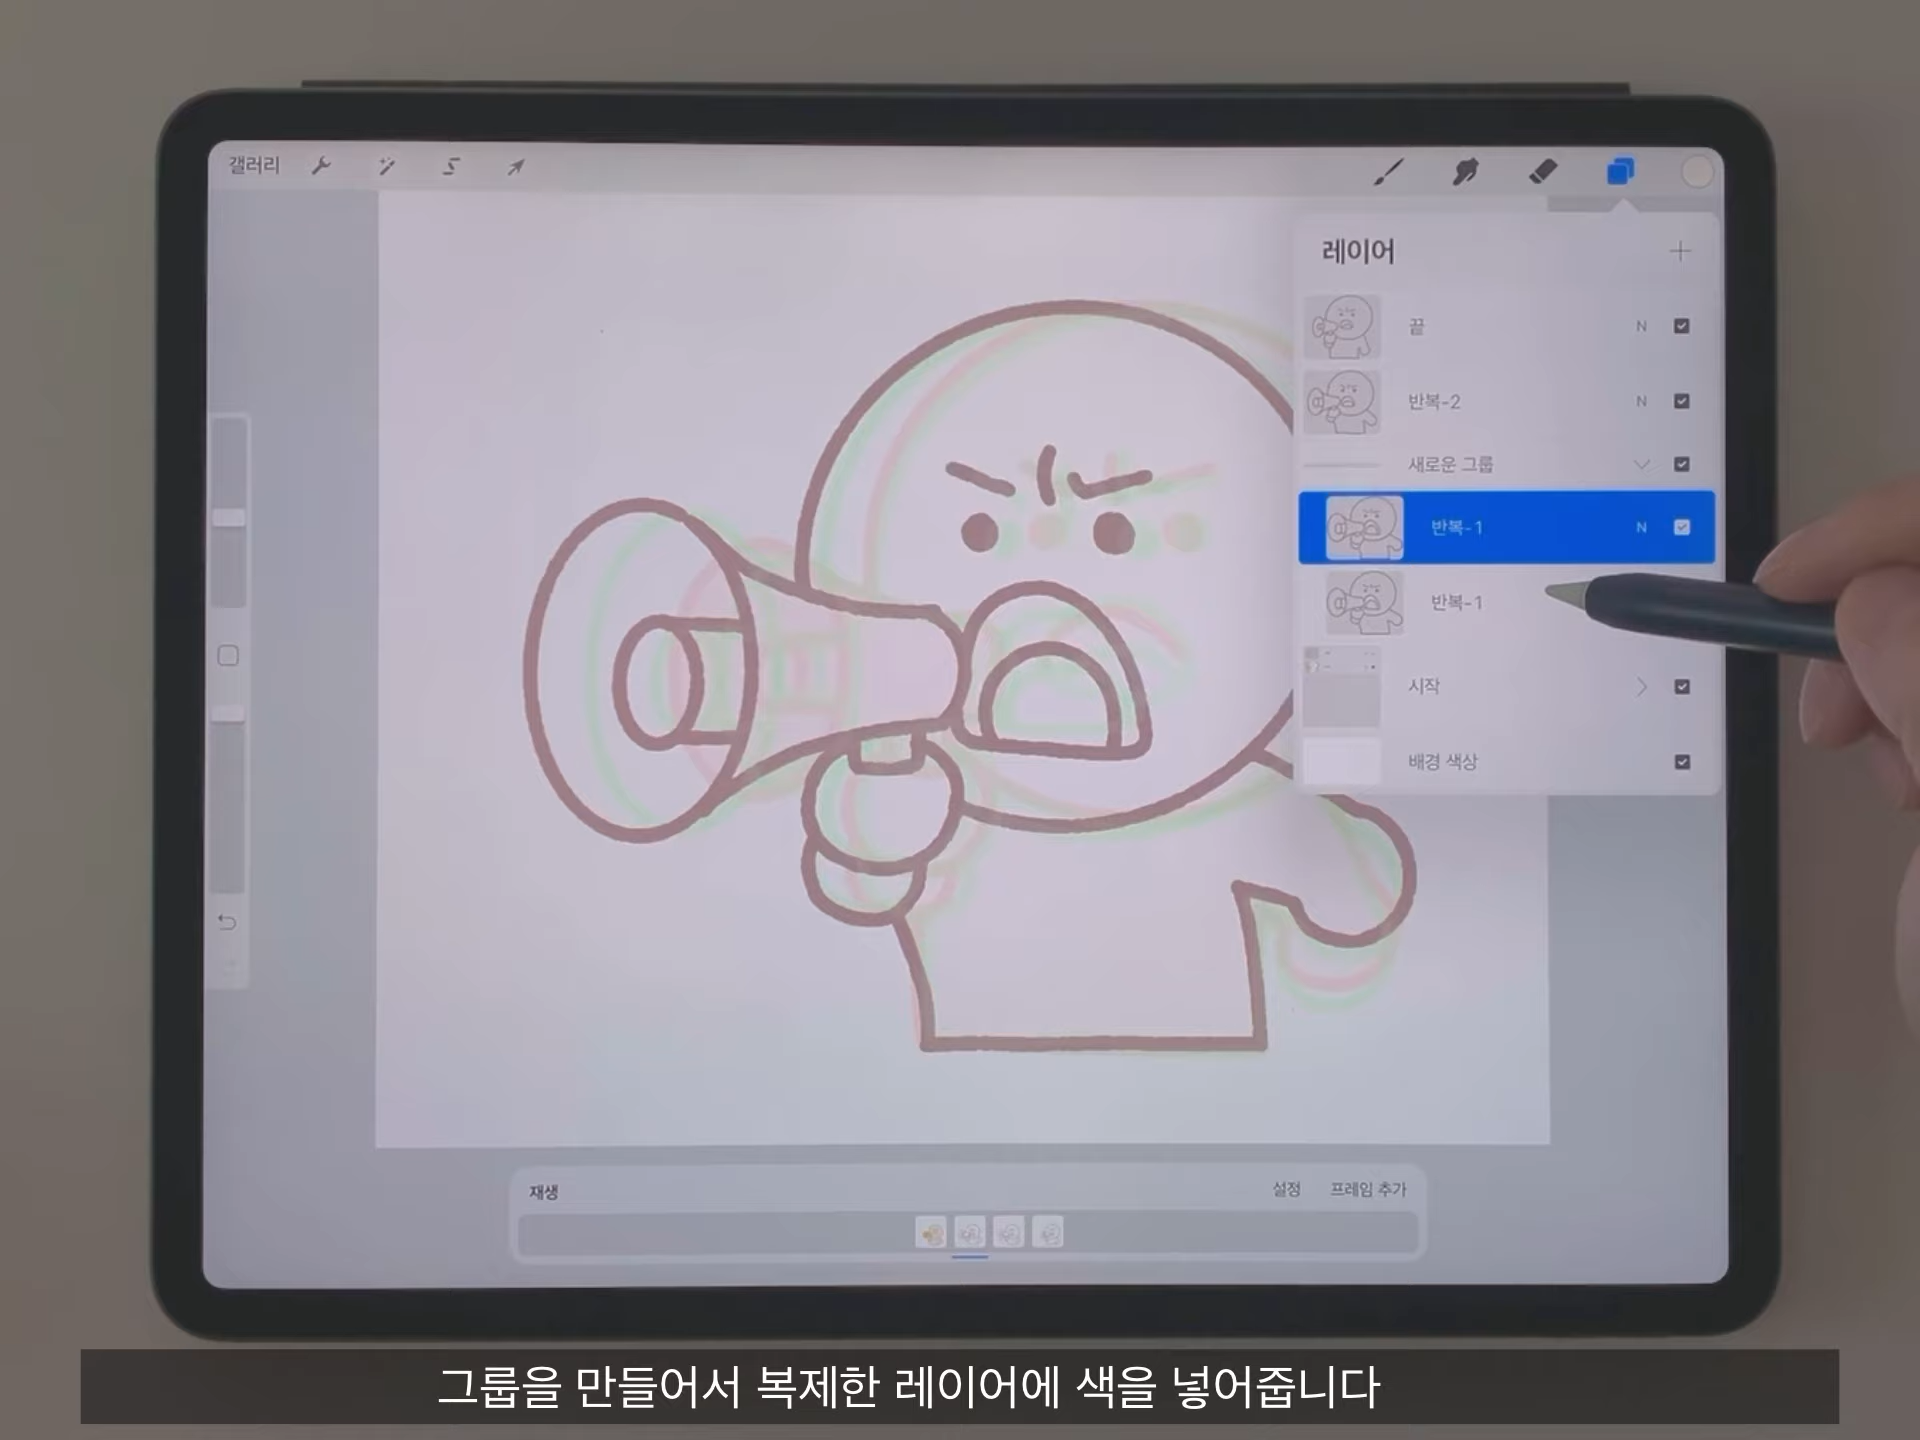 갤러리
레이어
끝 N
반복-2 N
새로운 그룹
반복-1 N
반복-1
시작
배경 색상
재생 설정 프레임 추가
그룹을 만들어서 복제한 레이어에 색을 넣어줍니다